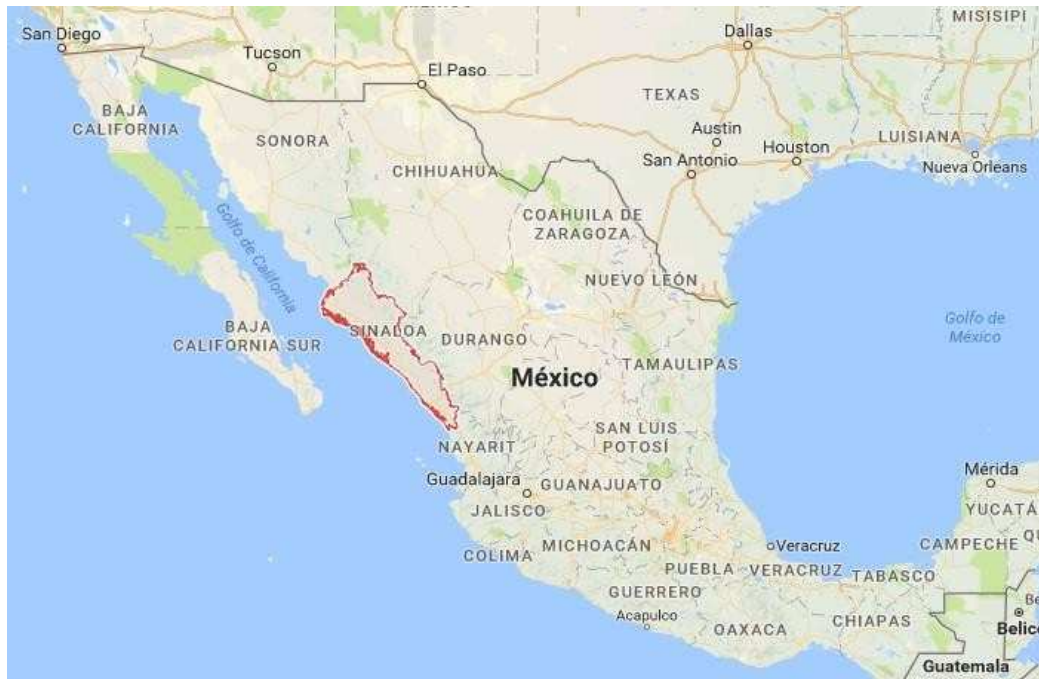 MÉXICO
MISISIPI
San Diego
Dallas
Tucson
El Paso
TEXAS
BAJA
CALIFORNIA
SONORA
Austin
LUISIANA
Houston
San Antonio
Nueva Orleans
CHIHUAHUA
COAHUILA DE
ZARAGOZA
Golfo de California
NUEVO LEÓN
SINALOA
BAJA
CALIFORNIA SUR
DURANGO
Golfo de
México
TAMAULIPAS
México
SAN LUIS
POTOSÍ
NAYARIT
Guadalajara
GUANAJUATO
Mérida
JALISCO
YUCATÁ
QU
COLIMA
MICHOACÁN
Veracruz
CAMPECHE
PUEBLA
VERACRUZ
TABASCO
GUERRERO
Acapulco
OAXACA
CHIAPAS
Be
Belic
Guatemala